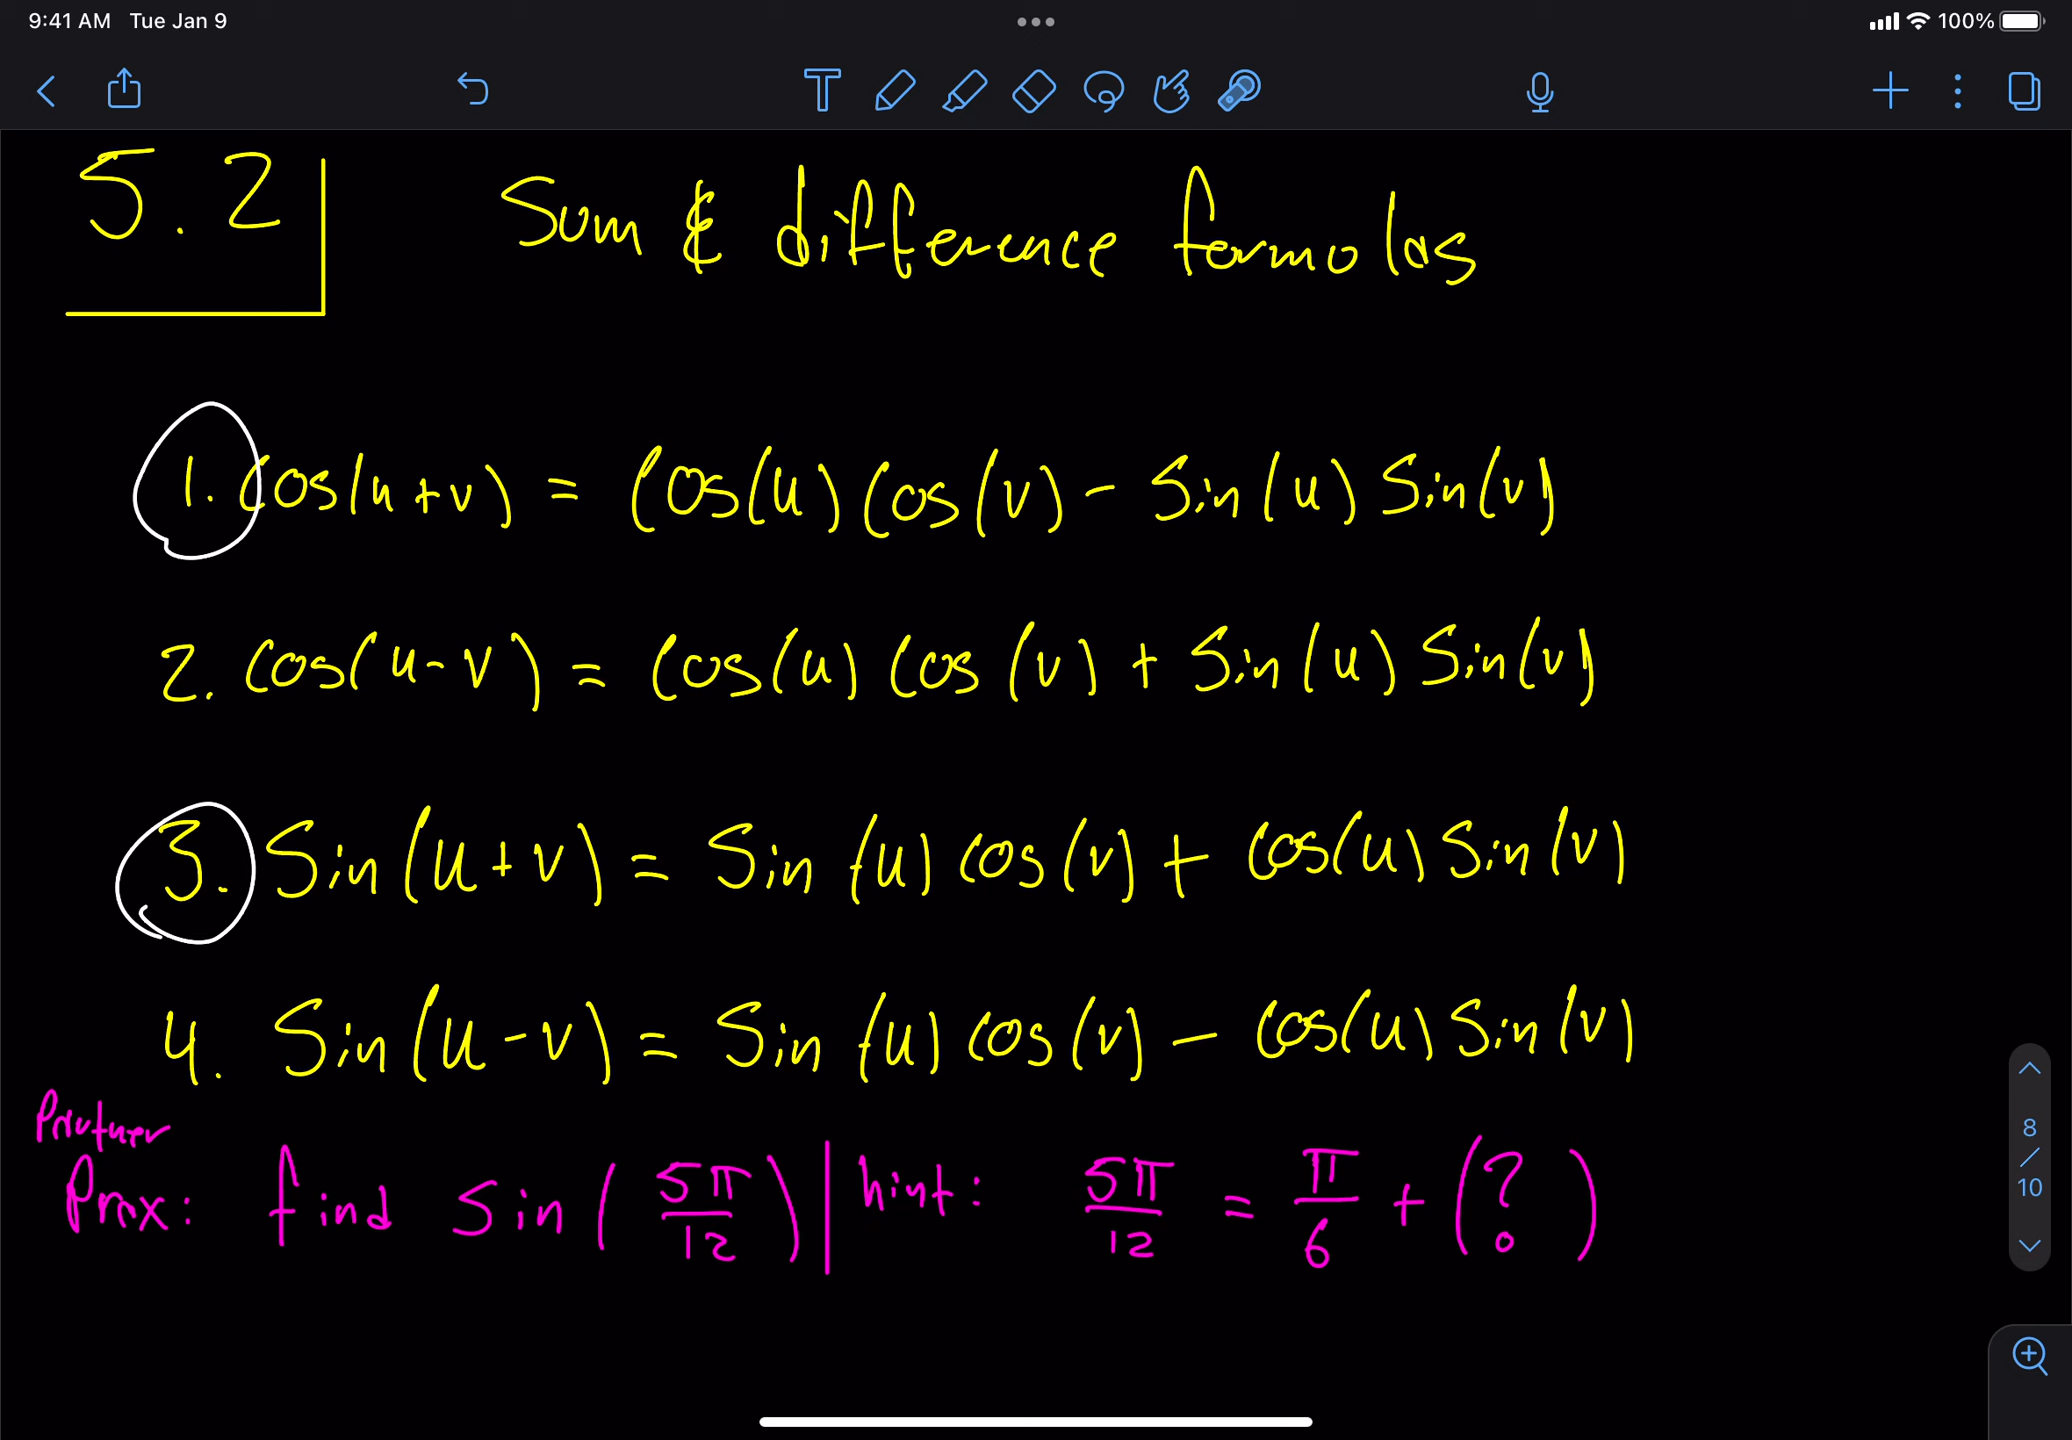 9:41 AM Tue Jan 9
100%
T
5.2 Sum & difference formulas
1. cos(u+v) = cos(u) cos(v) - sin(u) sin(v)
2. cos(u-v) = cos(u) cos(v) + sin(u) sin(v)
3. Sin(u+v) = Sin(u) cos(v) + cos(u) sin(v)
4. Sin(u-v) = Sin(u) cos(v) - cos(u) sin(v)
Partner
Prax: find sin(5π/12) | hint: 5π/12 = π/6 + (?)
8
/
10